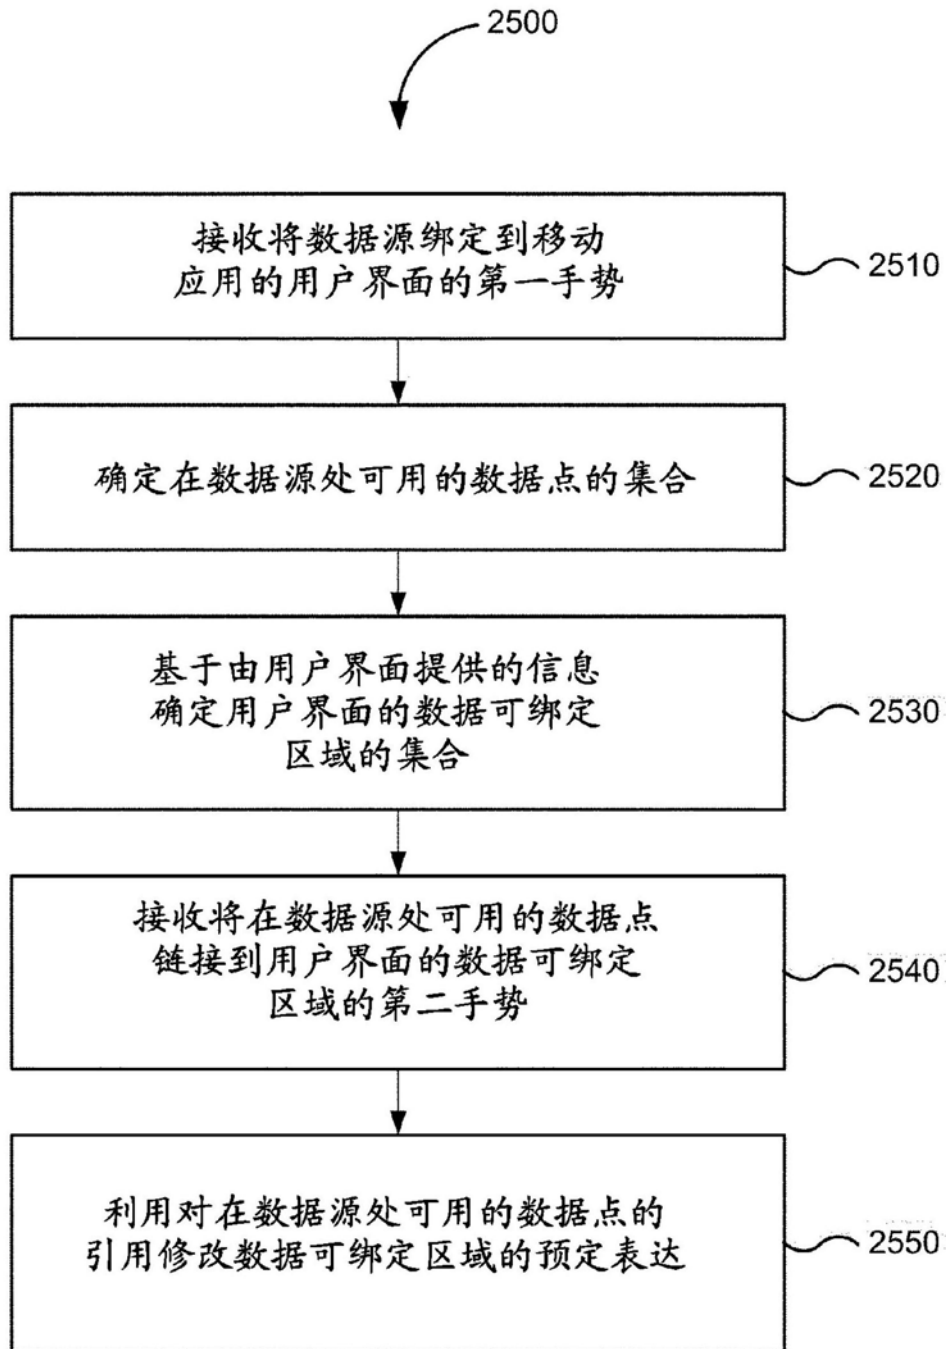 2500
接收将数据源绑定到移动
应用的用户界面的第一手势
2510
确定在数据源处可用的数据点的集合
2520
基于由用户界面提供的信息
确定用户界面的数据可绑定
区域的集合
2530
接收将在数据源处可用的数据点
链接到用户界面的数据可绑定
区域的第二手势
2540
利用对在数据源处可用的数据点的
引用修改数据可绑定区域的预定表达
2550